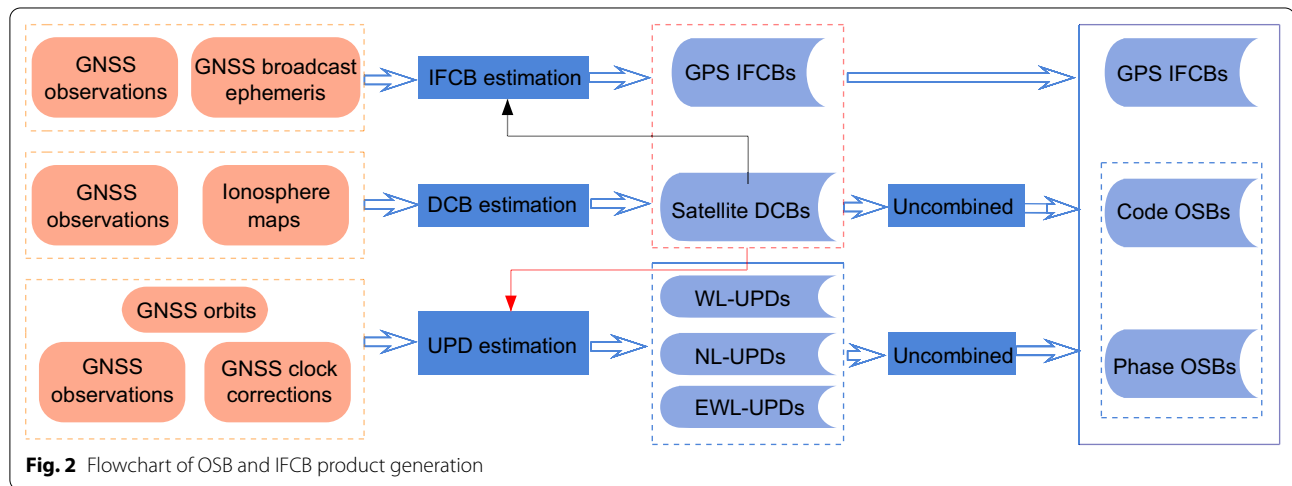 GNSS
observations
GNSS broadcast
ephemeris
IFCB estimation
GPS IFCBs
GPS IFCBs
GNSS
observations
Ionosphere
maps
DCB estimation
Satellite DCBs
Uncombined
Code OSBs
GNSS orbits
GNSS
observations
GNSS clock
corrections
UPD estimation
WL-UPDs
NL-UPDs
EWL-UPDs
Uncombined
Phase OSBs
Fig. 2 Flowchart of OSB and IFCB product generation